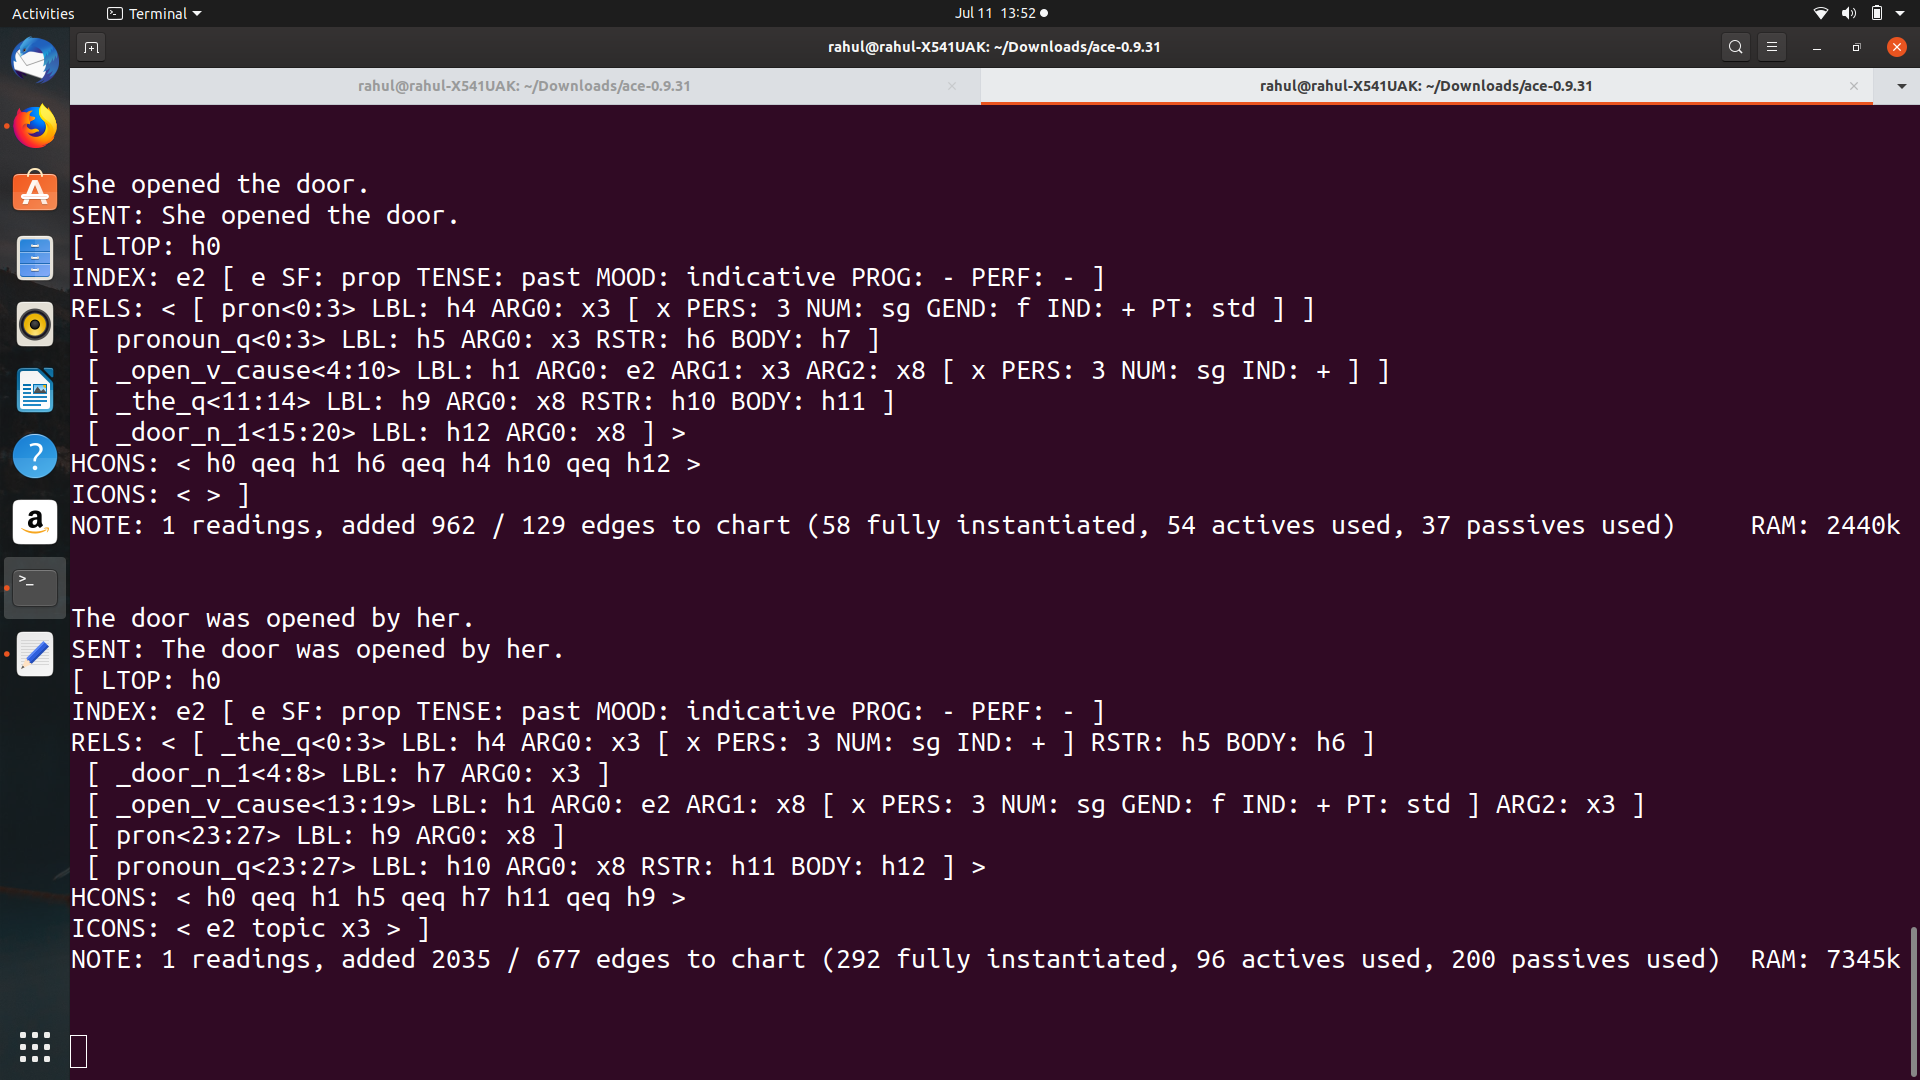 Activities
Terminal
Jul 11 13:52
rahul@rahul-X541UAK: ~/Downloads/ace-0.9.31
rahul@rahul-X541UAK: ~/Downloads/ace-0.9.31
rahul@rahul-X541UAK: ~/Downloads/ace-0.9.31
She opened the door.
SENT: She opened the door.
[ LTOP: h0
INDEX: e2 [ e SF: prop TENSE: past MOOD: indicative PROG: - PERF: - ]
RELS: < [ pron<0:3> LBL: h4 ARG0: x3 [ x PERS: 3 NUM: sg GEND: f IND: + PT: std ] ]
[ pronoun_q<0:3> LBL: h5 ARG0: x3 RSTR: h6 BODY: h7 ]
[ _open_v_cause<4:10> LBL: h1 ARG0: e2 ARG1: x3 ARG2: x8 [ x PERS: 3 NUM: sg IND: + ] ]
[ _the_q<11:14> LBL: h9 ARG0: x8 RSTR: h10 BODY: h11 ]
[ _door_n_1<15:20> LBL: h12 ARG0: x8 ] >
HCONS: < h0 qeq h1 h6 qeq h4 h10 qeq h12 >
ICONS: < > ]
NOTE: 1 readings, added 962 / 129 edges to chart (58 fully instantiated, 54 actives used, 37 passives used) RAM: 2440k
The door was opened by her.
SENT: The door was opened by her.
[ LTOP: h0
INDEX: e2 [ e SF: prop TENSE: past MOOD: indicative PROG: - PERF: - ]
RELS: < [ _the_q<0:3> LBL: h4 ARG0: x3 [ x PERS: 3 NUM: sg IND: + ] RSTR: h5 BODY: h6 ]
[ _door_n_1<4:8> LBL: h7 ARG0: x3 ]
[ _open_v_cause<13:19> LBL: h1 ARG0: e2 ARG1: x8 [ x PERS: 3 NUM: sg GEND: f IND: + PT: std ] ARG2: x3 ]
[ pron<23:27> LBL: h9 ARG0: x8 ]
[ pronoun_q<23:27> LBL: h10 ARG0: x8 RSTR: h11 BODY: h12 ] >
HCONS: < h0 qeq h1 h5 qeq h7 h11 qeq h9 >
ICONS: < e2 topic x3 > ]
NOTE: 1 readings, added 2035 / 677 edges to chart (292 fully instantiated, 96 actives used, 200 passives used) RAM: 7345k